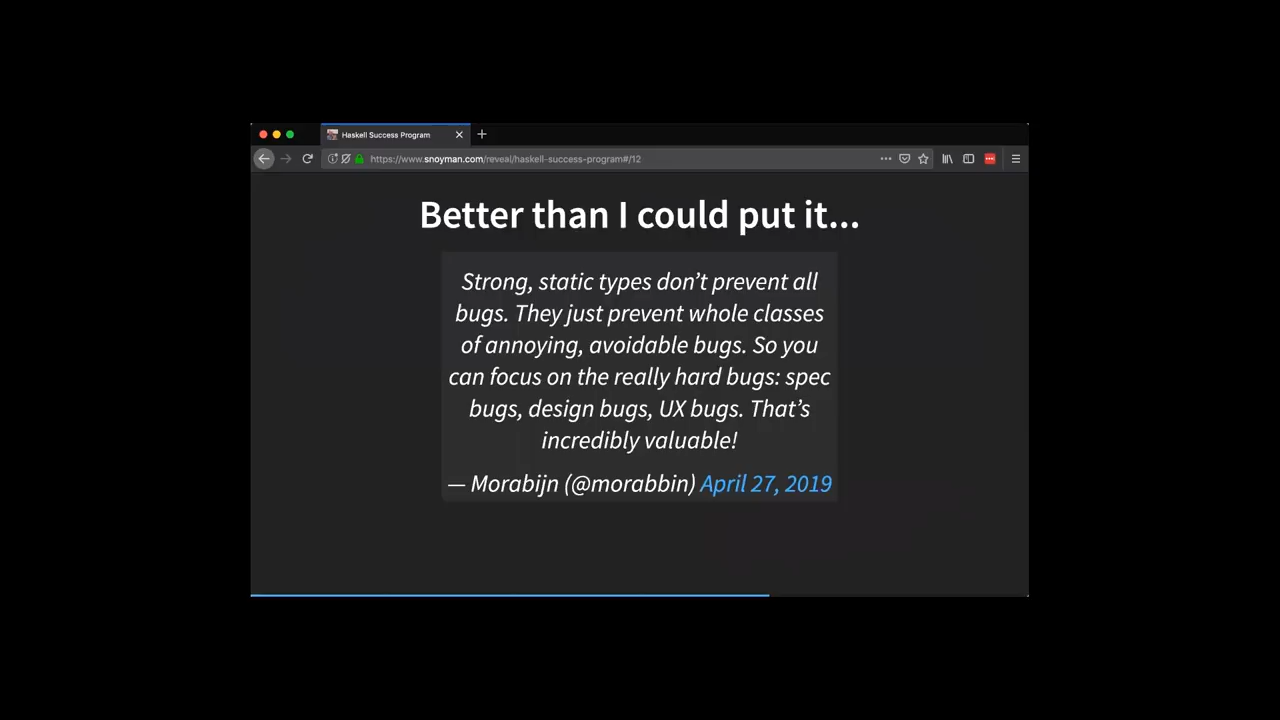 Haskell Success Program
https://www.snoyman.com/reveal/haskell-success-program#/12
Better than I could put it...
Strong, static types don’t prevent all
bugs. They just prevent whole classes
of annoying, avoidable bugs. So you
can focus on the really hard bugs: spec
bugs, design bugs, UX bugs. That’s
incredibly valuable!
— Morabijn (@morabbin) April 27, 2019